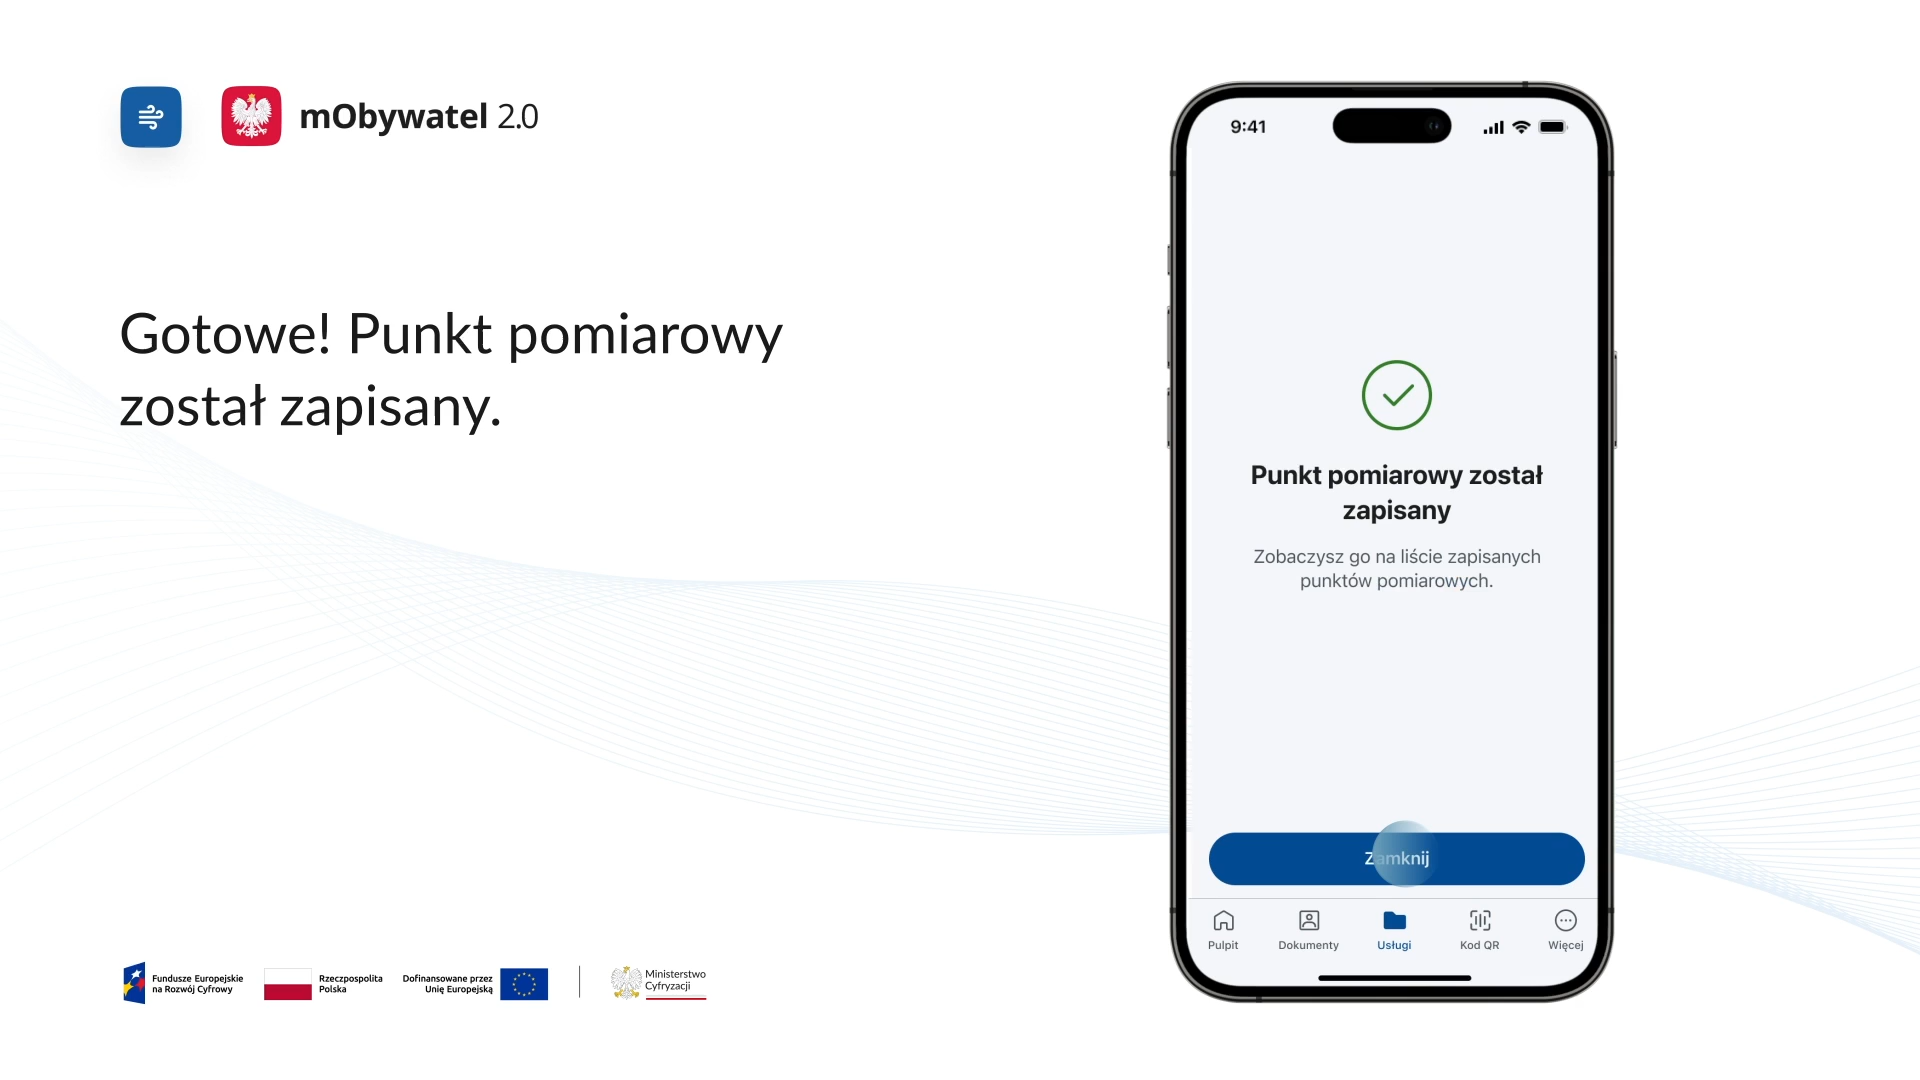 mObywatel 2.0
Gotowe! Punkt pomiarowy
został zapisany.
9:41
Punkt pomiarowy został
zapisany
Zobaczysz go na liście zapisanych
punktów pomiarowych.
Zamknij
Pulpit
Dokumenty
Usługi
Kod QR
Więcej
Fundusze Europejskie
na Rozwój Cyfrowy
Rzeczpospolita
Polska
Dofinansowane przez
Unię Europejską
Ministerstwo
Cyfryzacji